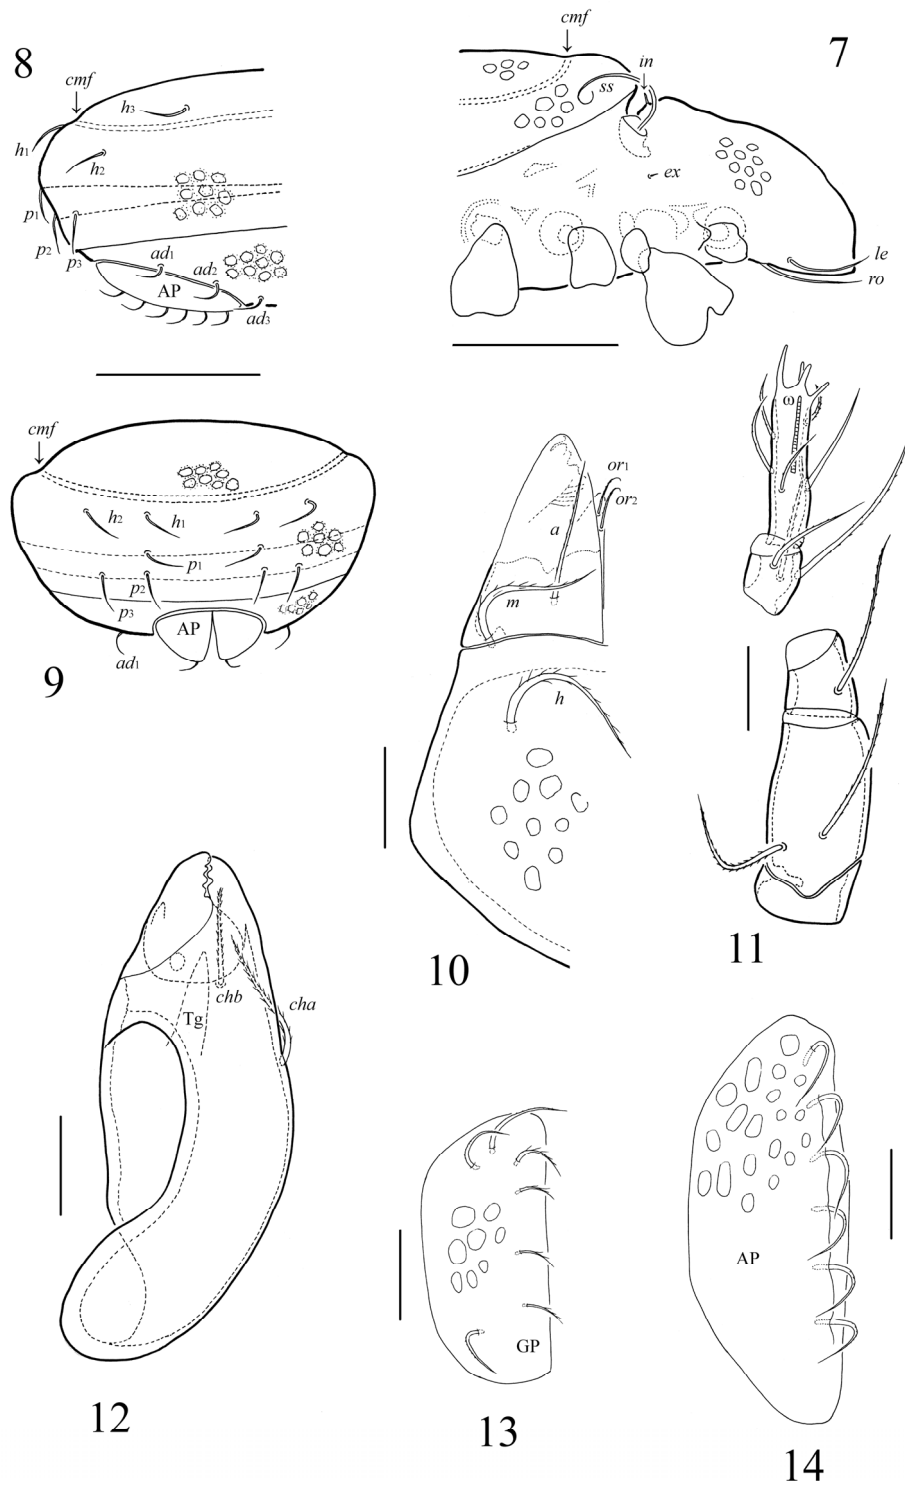 8
cmf
h3
h1
h2
p1
p2
p3
ad1
ad2
AP
ad3
cmf
7
in
ss
ex
le
ro
cmf
h2
h1
p1
p2
p3
AP
ad1
9
or1
or2
a
m
h
10
ω
11
chb
cha
Tg
12
GP
13
AP
14